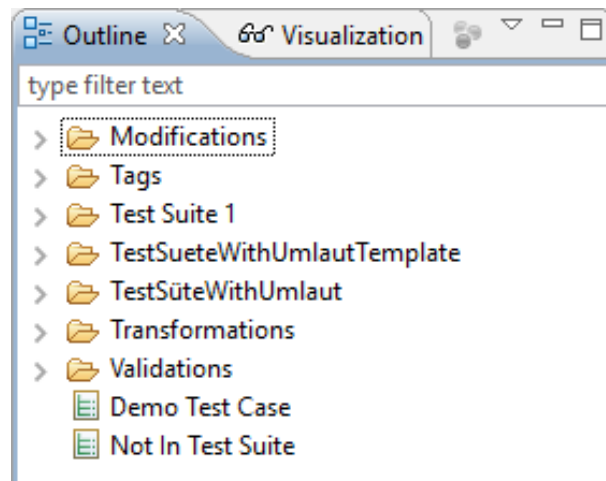 Outline Visualization
type filter text
Modifications
Tags
Test Suite 1
TestSueteWithUmlautTemplate
TestSüteWithUmlaut
Transformations
Validations
Demo Test Case
Not In Test Suite